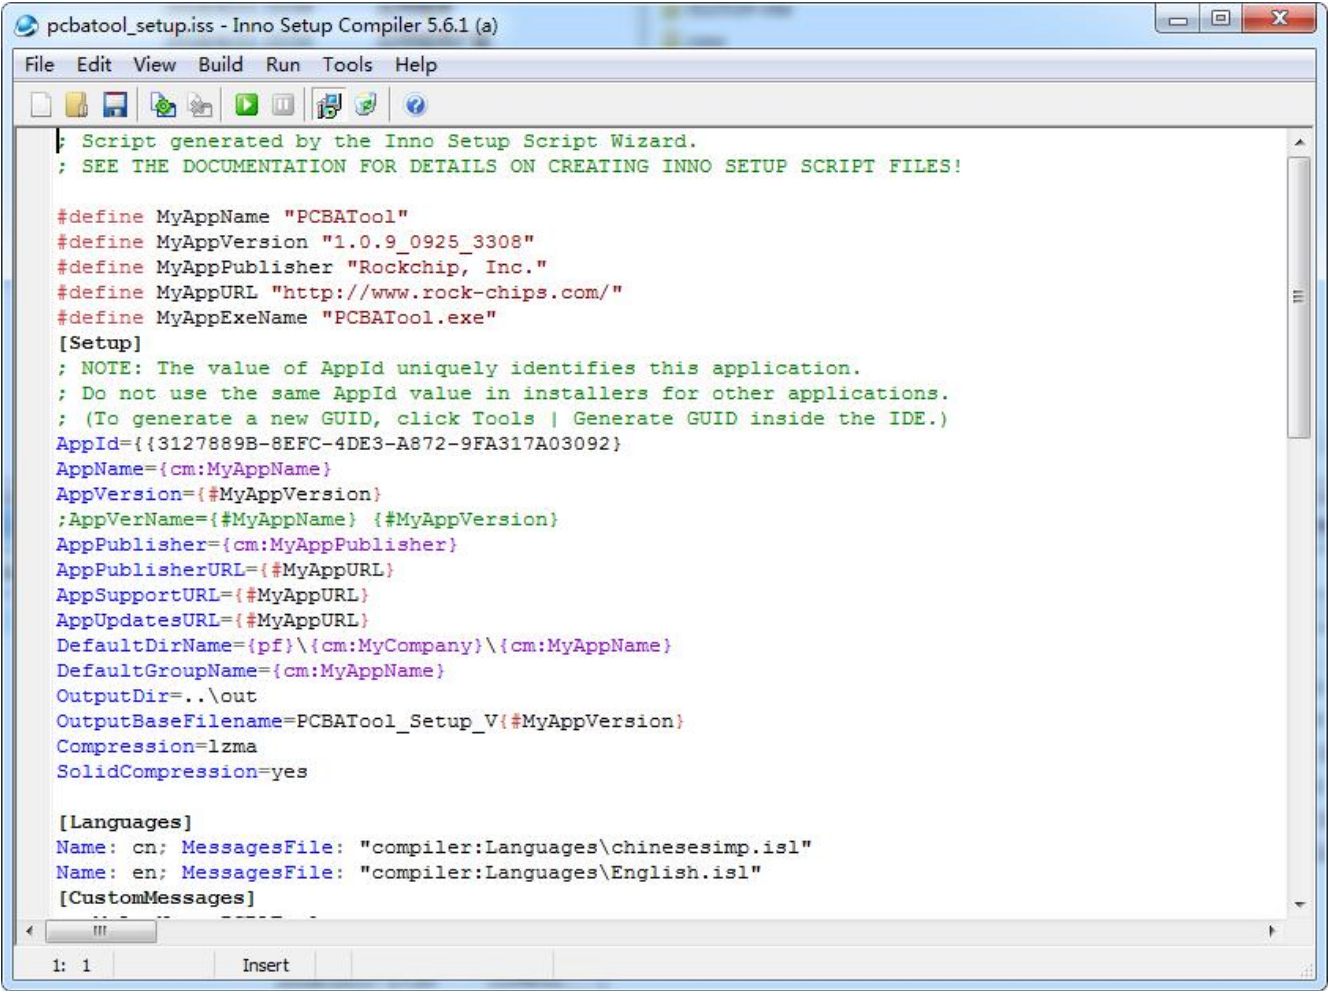 pcbatool_setup.iss - Inno Setup Compiler 5.6.1 (a)
File Edit View Build Run Tools Help
; Script generated by the Inno Setup Script Wizard.
; SEE THE DOCUMENTATION FOR DETAILS ON CREATING INNO SETUP SCRIPT FILES!
#define MyAppName "PCBATool"
#define MyAppVersion "1.0.9_0925_3308"
#define MyAppPublisher "Rockchip, Inc."
#define MyAppURL "http://www.rock-chips.com/"
#define MyAppExeName "PCBATool.exe"
[Setup]
; NOTE: The value of AppId uniquely identifies this application.
; Do not use the same AppId value in installers for other applications.
; (To generate a new GUID, click Tools | Generate GUID inside the IDE.)
AppId={{3127889B-8EFC-4DE3-A872-9FA317A03092}
AppName={cm:MyAppName}
AppVersion={#MyAppVersion}
;AppVerName={#MyAppName} {#MyAppVersion}
AppPublisher={cm:MyAppPublisher}
AppPublisherURL={#MyAppURL}
AppSupportURL={#MyAppURL}
AppUpdatesURL={#MyAppURL}
DefaultDirName={pf}\{cm:MyCompany}\{cm:MyAppName}
DefaultGroupName={cm:MyAppName}
OutputDir=..\out
OutputBaseFilename=PCBATool_Setup_V{#MyAppVersion}
Compression=lzma
SolidCompression=yes
[Languages]
Name: cn; MessagesFile: "compiler:Languages\chinesesimp.isl"
Name: en; MessagesFile: "compiler:Languages\English.isl"
[CustomMessages]
1: 1 Insert